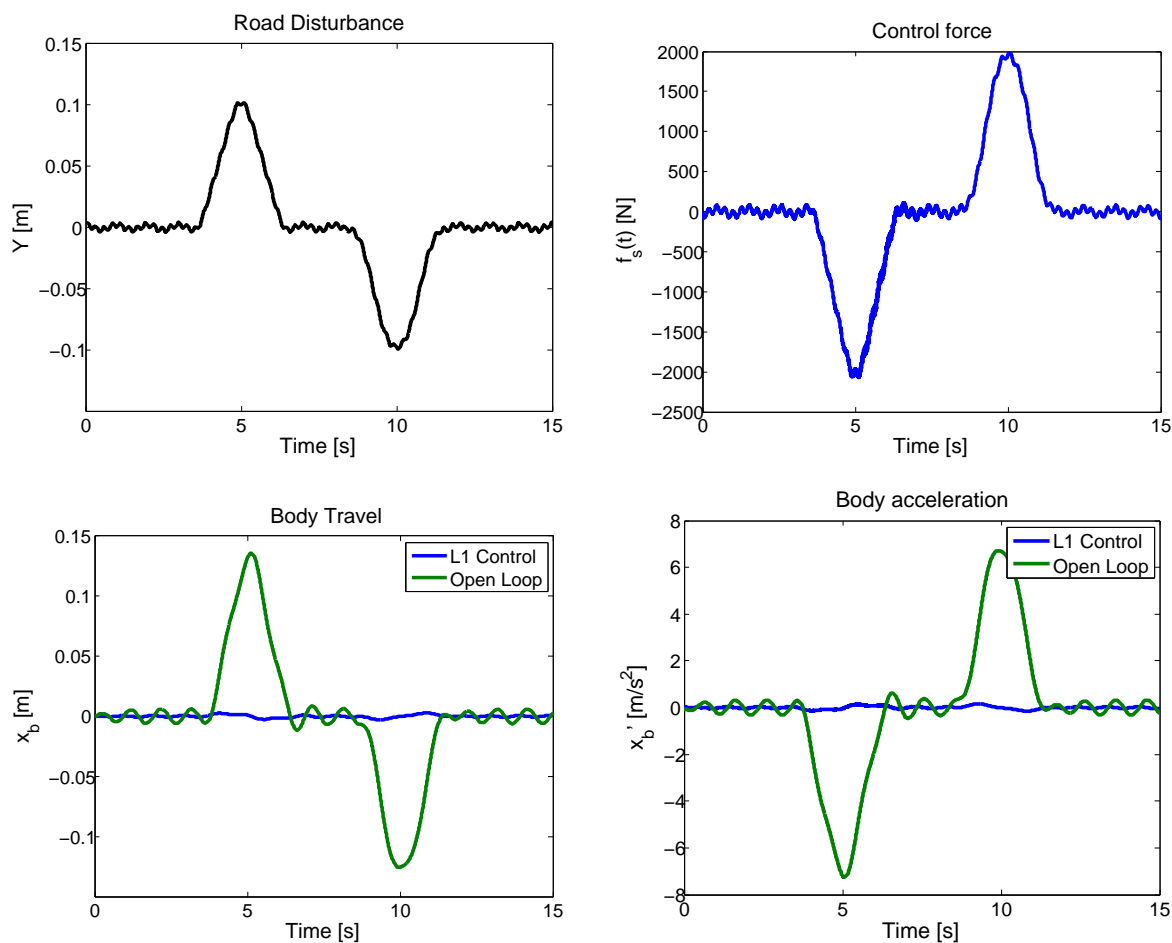 Road Disturbance
0.15
0.1
0.05
0
−0.05
−0.1
Y [m]
0
5
10
15
Time [s]
Control force
2000
1500
1000
500
0
−500
−1000
−1500
−2000
−2500
f_s(t) [N]
0
5
10
15
Time [s]
Body Travel
0.15
0.1
0.05
0
−0.05
−0.1
x_b [m]
L1 Control
Open Loop
0
5
10
15
Time [s]
Body acceleration
8
6
4
2
0
−2
−4
−6
−8
x_b' [m/s^2]
L1 Control
Open Loop
0
5
10
15
Time [s]